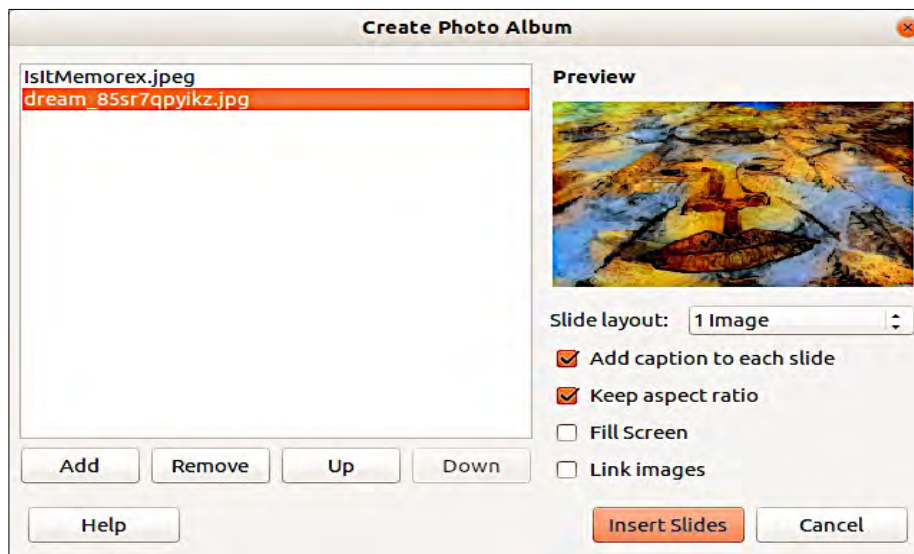 Create Photo Album
IsItMemorex.jpeg
dream_85sr7qpyikz.jpg
Add
Remove
Up
Down
Help
Preview
Slide layout: 1 Image
Add caption to each slide
Keep aspect ratio
Fill Screen
Link images
Insert Slides
Cancel